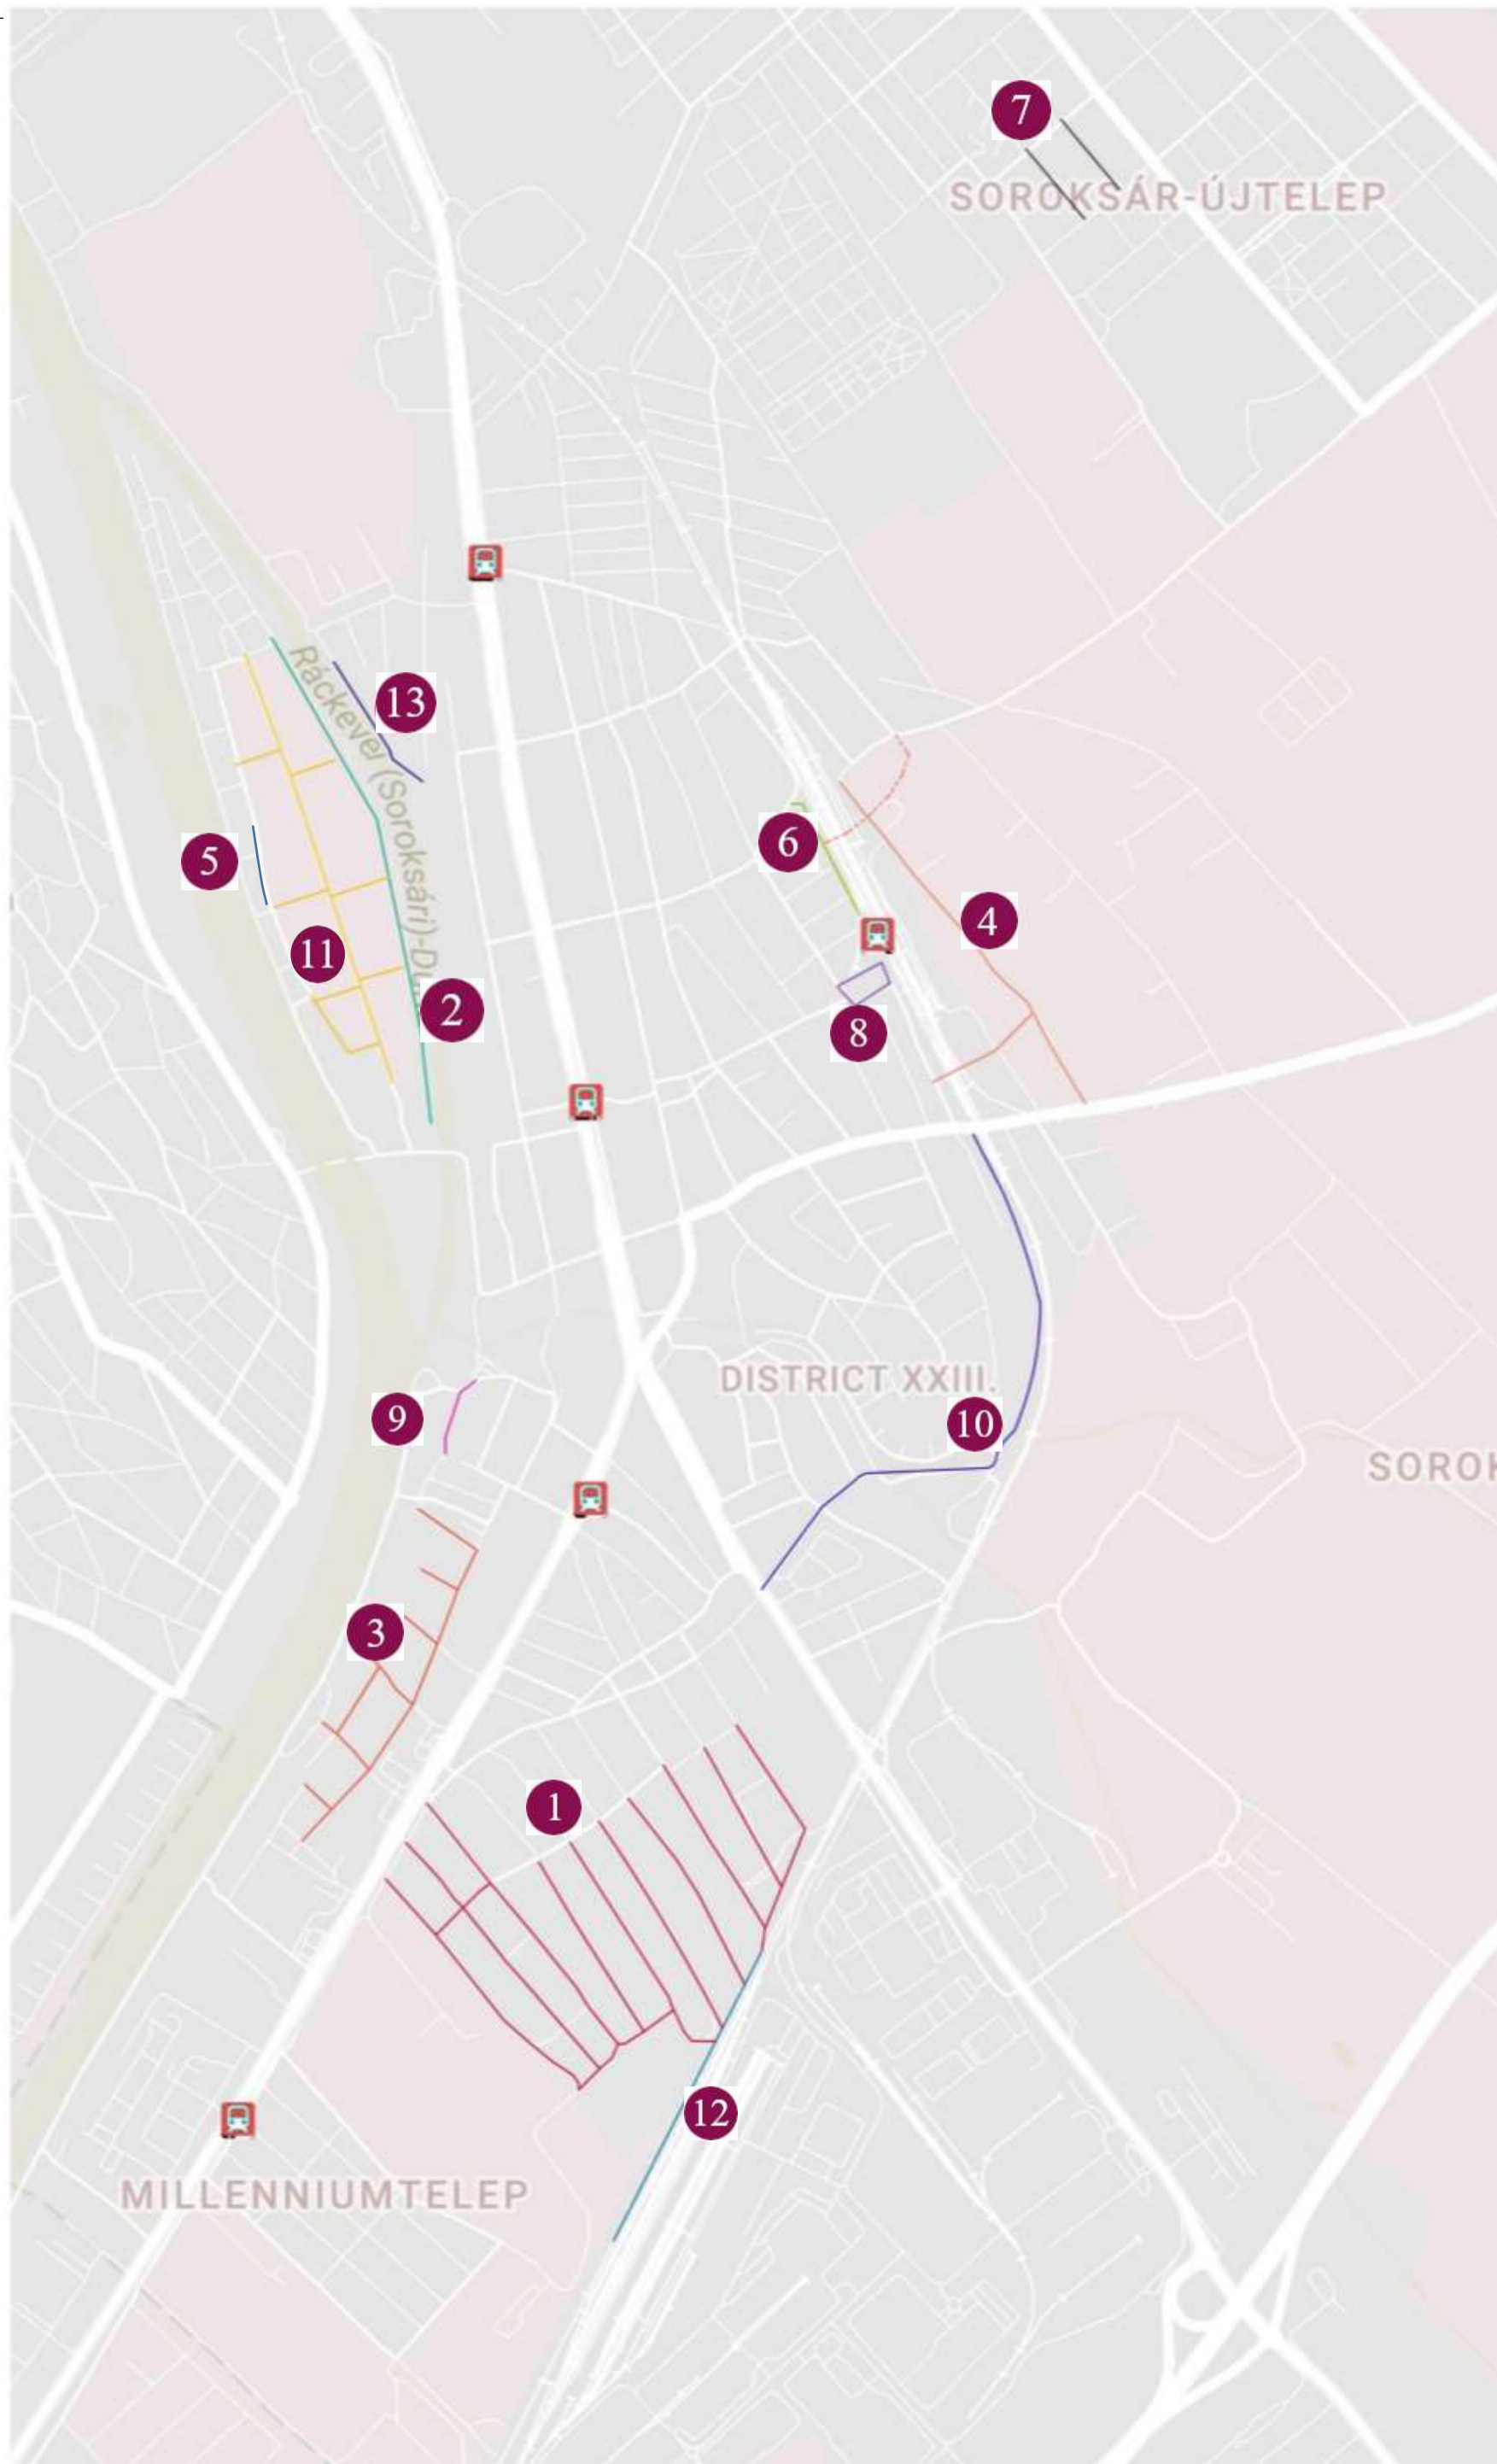 7
SOROKSÁR-ÚJTELEP
13
Ráckevei (Soroksári)-Du
6
5
4
11
2
8
DISTRICT XXIII.
9
10
SOROK
3
1
12
MILLENNIUMTELEP